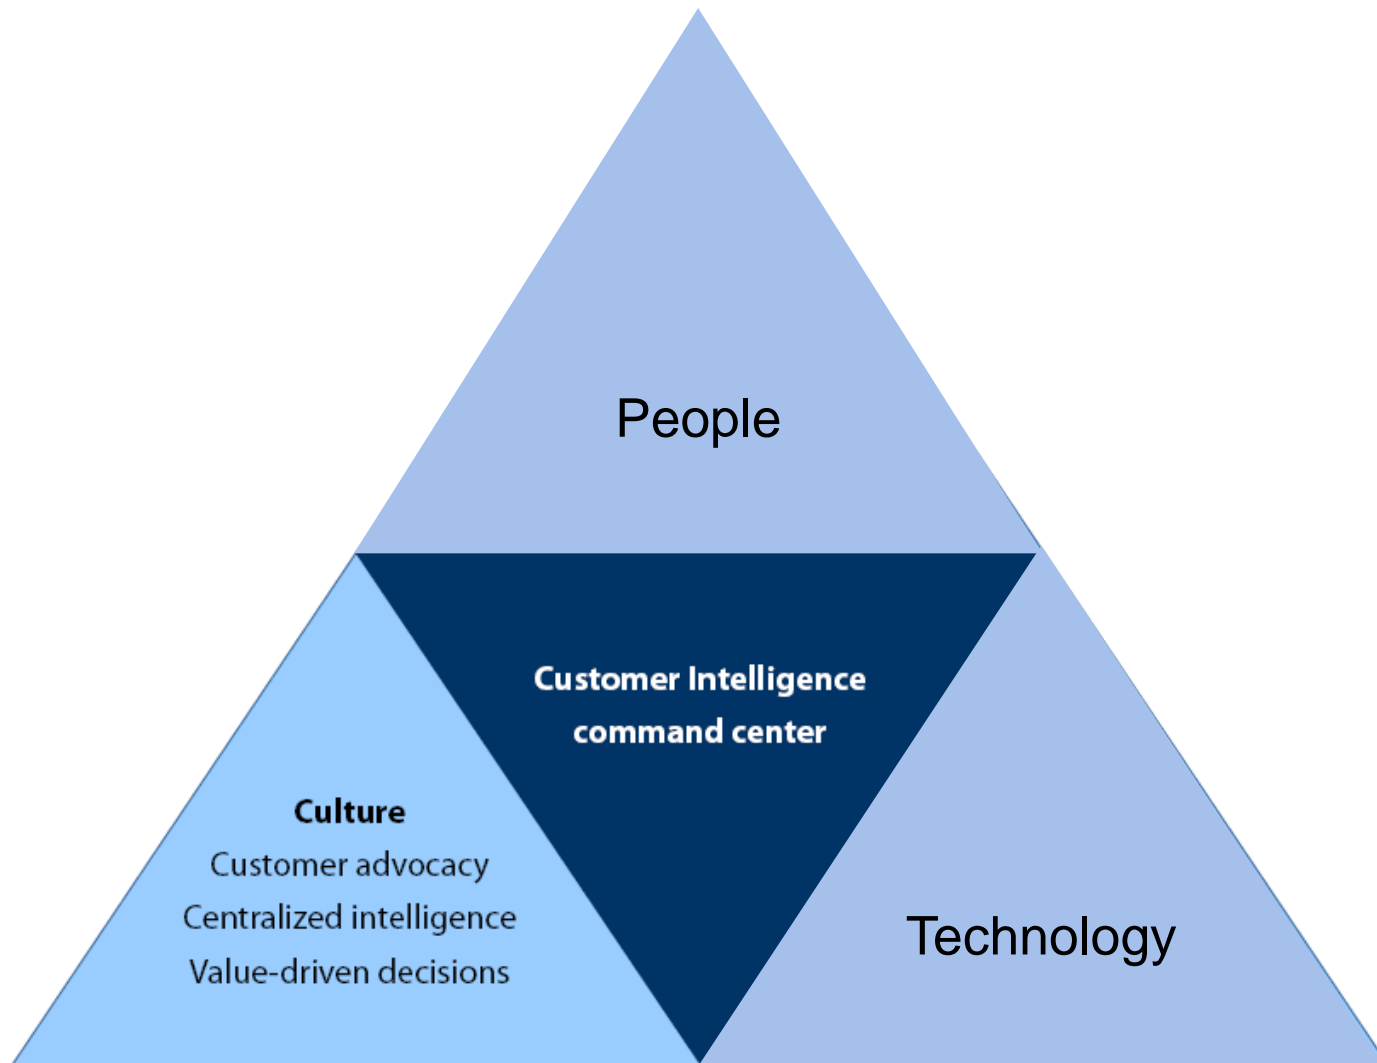 People
Customer Intelligence
command center
Culture
Customer advocacy
Centralized intelligence
Value-driven decisions
Technology